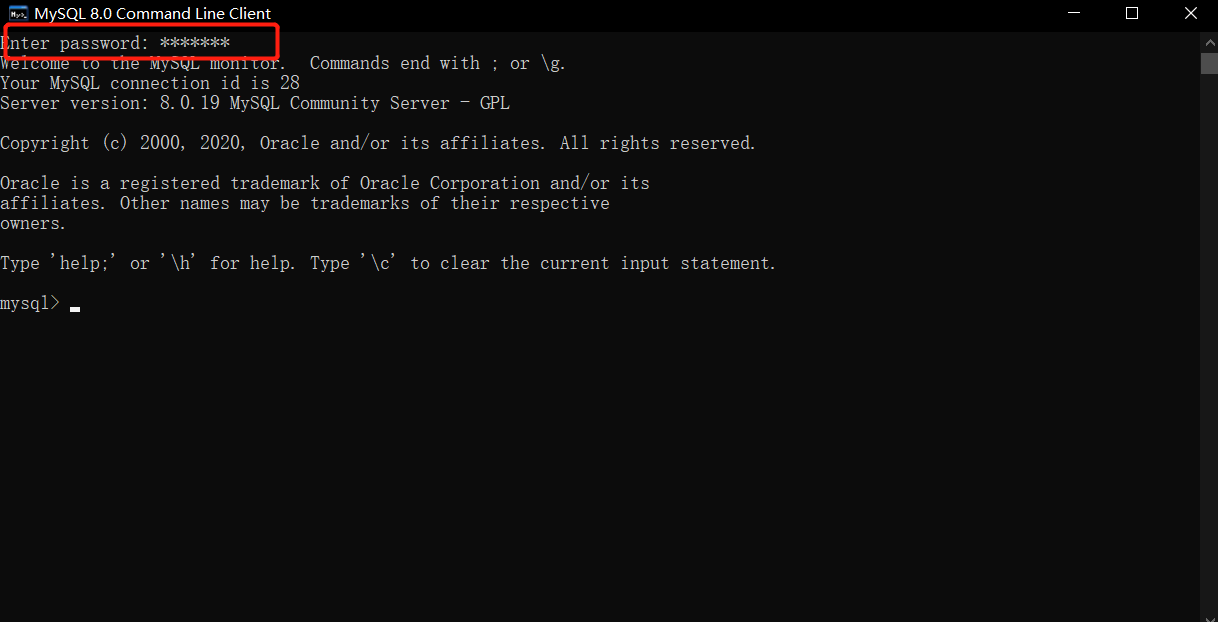 MySQL 8.0 Command Line Client
Enter password: *******
Welcome to the MySQL monitor.  Commands end with ; or \g.
Your MySQL connection id is 28
Server version: 8.0.19 MySQL Community Server - GPL
Copyright (c) 2000, 2020, Oracle and/or its affiliates. All rights reserved.
Oracle is a registered trademark of Oracle Corporation and/or its
affiliates. Other names may be trademarks of their respective
owners.
Type 'help;' or '\h' for help. Type '\c' to clear the current input statement.
mysql>